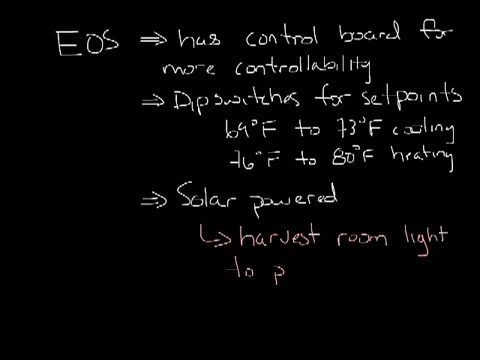 EOS ⇒ has control board for
more controllability
⇒ Dipswitches for setpoints
69°F to 73°F cooling
76°F to 80°F heating
⇒ Solar powered
↳ harvest room light
to p